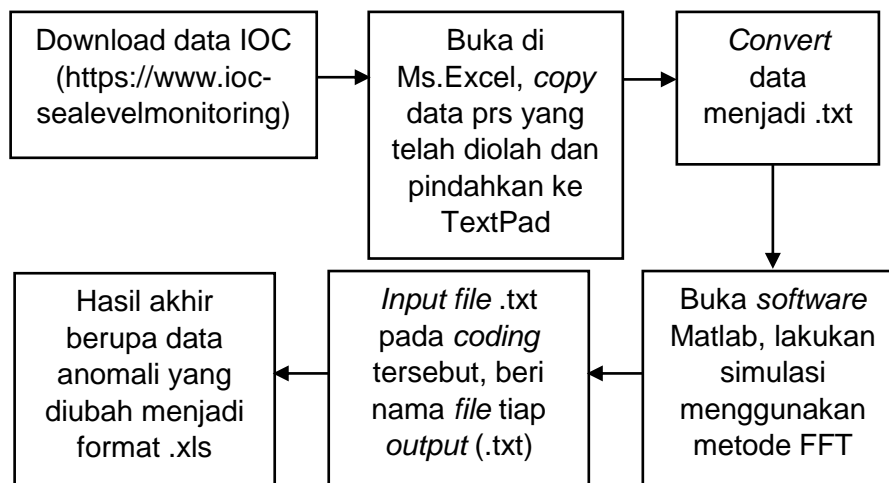 Download data IOC
(https://www.ioc-
sealevelmonitoring)
Buka di
Ms.Excel, copy
data prs yang
telah diolah dan
pindahkan ke
TextPad
Convert
data
menjadi .txt
Buka software
Matlab, lakukan
simulasi
menggunakan
metode FFT
Input file .txt
pada coding
tersebut, beri
nama file tiap
output (.txt)
Hasil akhir
berupa data
anomali yang
diubah menjadi
format .xls